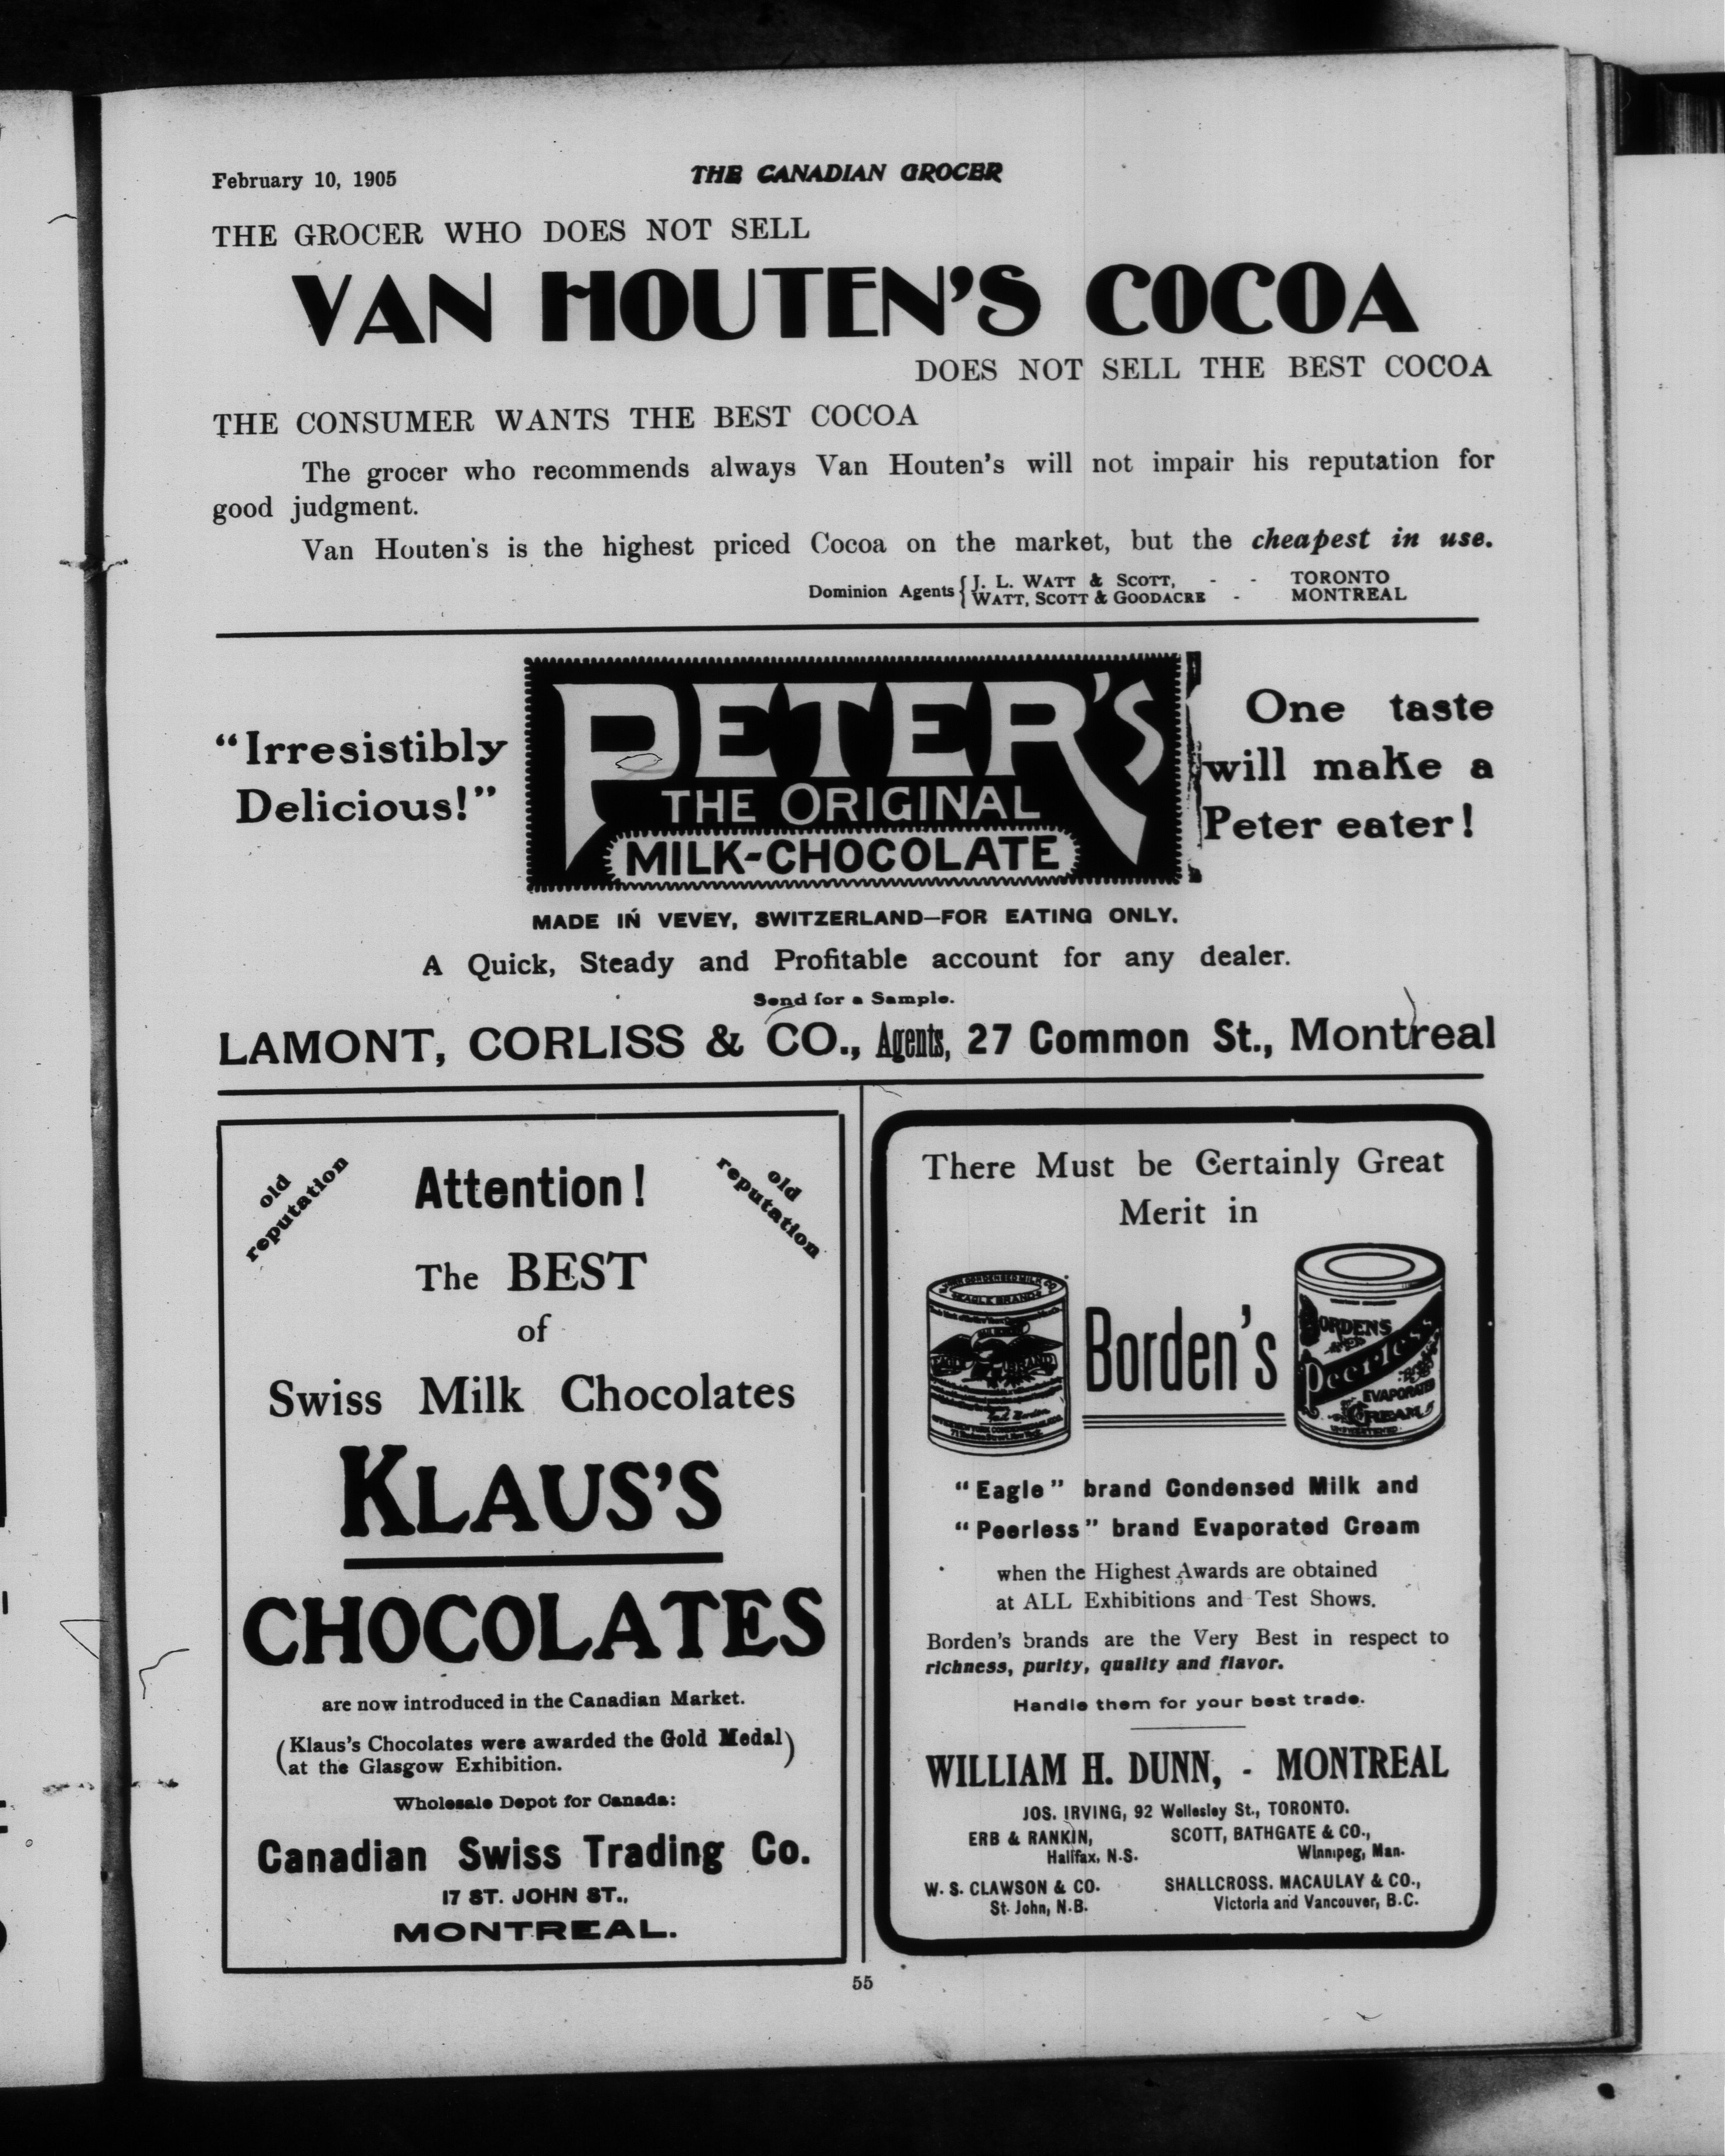 February 10, 1905
THE CANADIAN GROCER
THE GROCER WHO DOES NOT SELL
VAN HOUTEN'S COCOA
DOES NOT SELL THE BEST COCOA
THE CONSUMER WANTS THE BEST COCOA
The grocer who recommends always Van Houten's will not impair his reputation for
good judgment.
Van Houten's is the highest priced Cocoa on the market, but the cheapest in use.
Dominion Agents { J. L. WATT & SCOTT, - - TORONTO
WATT, SCOTT & GOODACRE - MONTREAL
"Irresistibly
Delicious!"
PETER'S
THE ORIGINAL
MILK-CHOCOLATE
One taste
will make a
Peter eater!
MADE IN VEVEY, SWITZERLAND—FOR EATING ONLY.
A Quick, Steady and Profitable account for any dealer.
Send for a Sample.
LAMONT, CORLISS & CO., Agents, 27 Common St., Montreal
old
reputation
Attention!
old
reputation
The BEST
of
Swiss Milk Chocolates
KLAUS'S
CHOCOLATES
are now introduced in the Canadian Market.
(Klaus's Chocolates were awarded the Gold Medal
at the Glasgow Exhibition.)
Wholesale Depot for Canada:
Canadian Swiss Trading Co.
17 ST. JOHN ST.,
MONTREAL.
There Must be Certainly Great
Merit in
EAGLE BRAND
Borden's
BORDEN'S
Peerless
EVAPORATED
CREAM
UNSWEETENED
"Eagle" brand Condensed Milk and
"Peerless" brand Evaporated Cream
when the Highest Awards are obtained
at ALL Exhibitions and Test Shows.
Borden's brands are the Very Best in respect to
richness, purity, quality and flavor.
Handle them for your best trade.
WILLIAM H. DUNN, - MONTREAL
JOS. IRVING, 92 Wellesley St., TORONTO.
ERB & RANKIN,
Halifax, N.S.
SCOTT, BATHGATE & CO.,
Winnipeg, Man.
W. S. CLAWSON & CO.
St. John, N.B.
SHALLCROSS. MACAULAY & CO.,
Victoria and Vancouver, B.C.
55